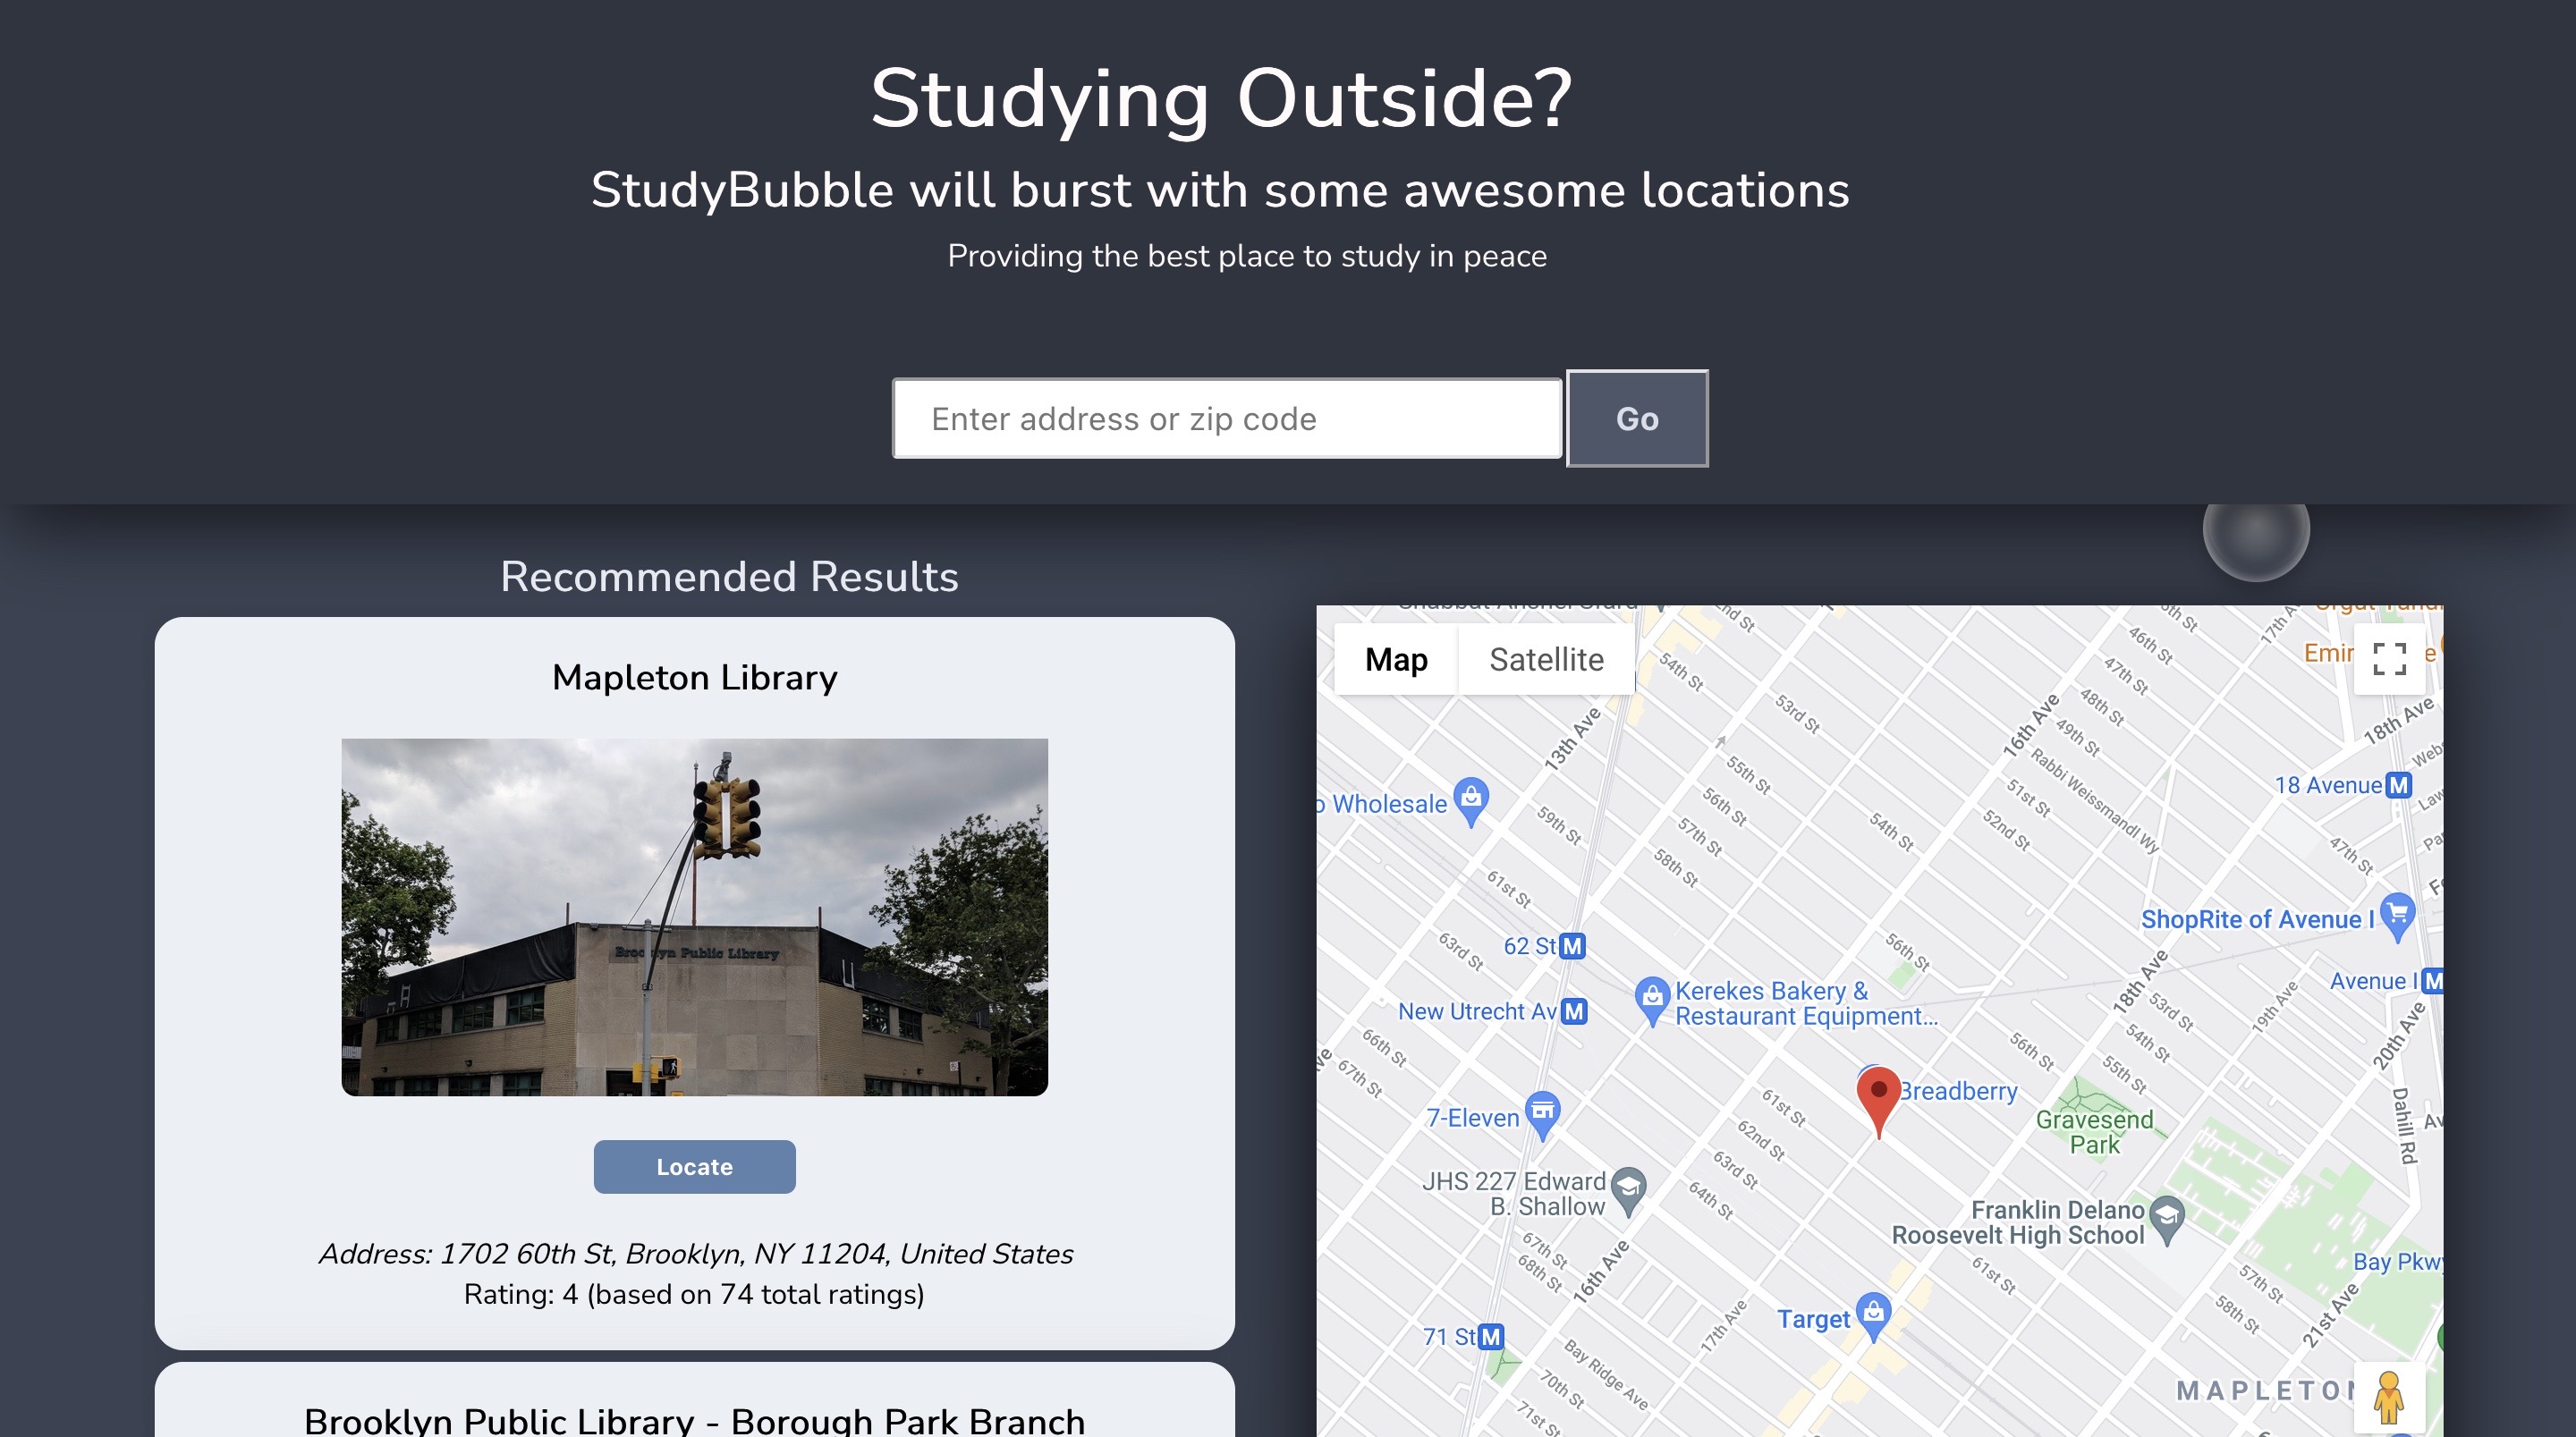 Studying Outside?
StudyBubble will burst with some awesome locations
Providing the best place to study in peace
Enter address or zip code
Go
Recommended Results
Mapleton Library
Brooklyn Public Library
Locate
Address: 1702 60th St, Brooklyn, NY 11204, United States
Rating: 4 (based on 74 total ratings)
Brooklyn Public Library - Borough Park Branch
Map
Satellite
54th St
46th St
17th
47th St
53rd St
48th St
13th Ave
16th Ave
49th St
18th Ave
Rabbi Weissmandl Wy
55th St
18 Avenue
M
Wholesale
56th St
51st St
59th St
57th St
54th St
52nd St
58th St
47th St
61st St
ShopRite of Avenue I
63rd St
62 St
M
56th St
18th Ave
Avenue I
M
Kerekes Bakery &
Restaurant Equipment...
New Utrecht Av
M
53rd St
19th Ave
20th Ave
66th St
67th St
56th St
54th St
55th St
Breadberry
7-Eleven
61st St
62nd St
63rd St
64th St
Gravesend
Park
Dahill Rd
JHS 227 Edward
B. Shallow
Franklin Delano
Roosevelt High School
67th St
68th St
16th Ave
61st St
57th St
58th St
Bay Pkwy
21st Ave
Target
17th Ave
71 St
M
Bay Ridge Ave
70th St
71st St
MAPLETON